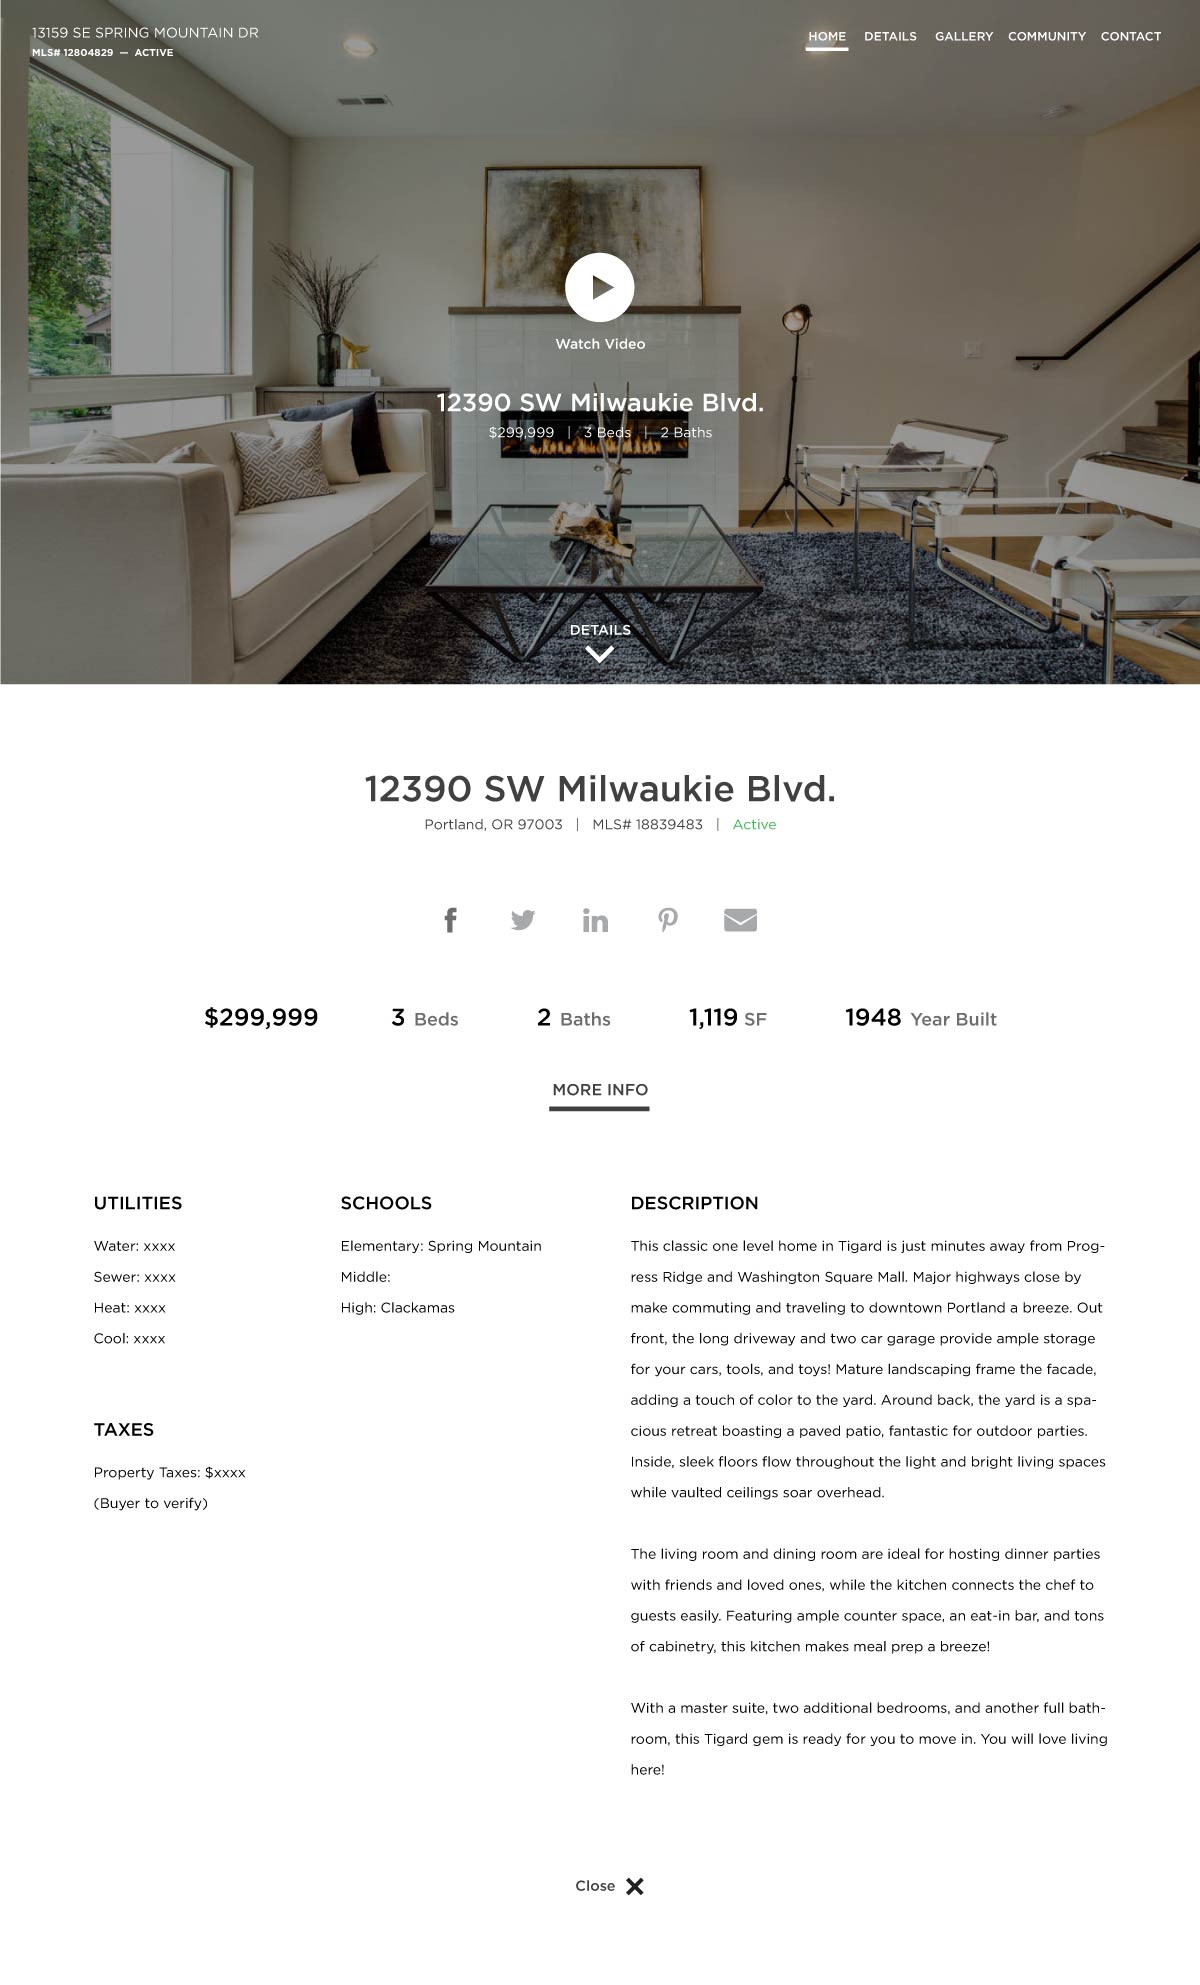 13159 SE SPRING MOUNTAIN DR
MLS# 12804829 — ACTIVE
HOME DETAILS GALLERY COMMUNITY CONTACT
Watch Video
12390 SW Milwaukie Blvd.
$299,999 | 3 Beds | 2 Baths
DETAILS
12390 SW Milwaukie Blvd.
Portland, OR 97003 | MLS# 18839483 | Active
$299,999 3 Beds 2 Baths 1,119 SF 1948 Year Built
MORE INFO
UTILITIES
Water: xxxx
Sewer: xxxx
Heat: xxxx
Cool: xxxx
TAXES
Property Taxes: $xxxx
(Buyer to verify)
SCHOOLS
Elementary: Spring Mountain
Middle:
High: Clackamas
DESCRIPTION
This classic one level home in Tigard is just minutes away from Prog-
ress Ridge and Washington Square Mall. Major highways close by
make commuting and traveling to downtown Portland a breeze. Out
front, the long driveway and two car garage provide ample storage
for your cars, tools, and toys! Mature landscaping frame the facade,
adding a touch of color to the yard. Around back, the yard is a spa-
cious retreat boasting a paved patio, fantastic for outdoor parties.
Inside, sleek floors flow throughout the light and bright living spaces
while vaulted ceilings soar overhead.
The living room and dining room are ideal for hosting dinner parties
with friends and loved ones, while the kitchen connects the chef to
guests easily. Featuring ample counter space, an eat-in bar, and tons
of cabinetry, this kitchen makes meal prep a breeze!
With a master suite, two additional bedrooms, and another full bath-
room, this Tigard gem is ready for you to move in. You will love living
here!
Close